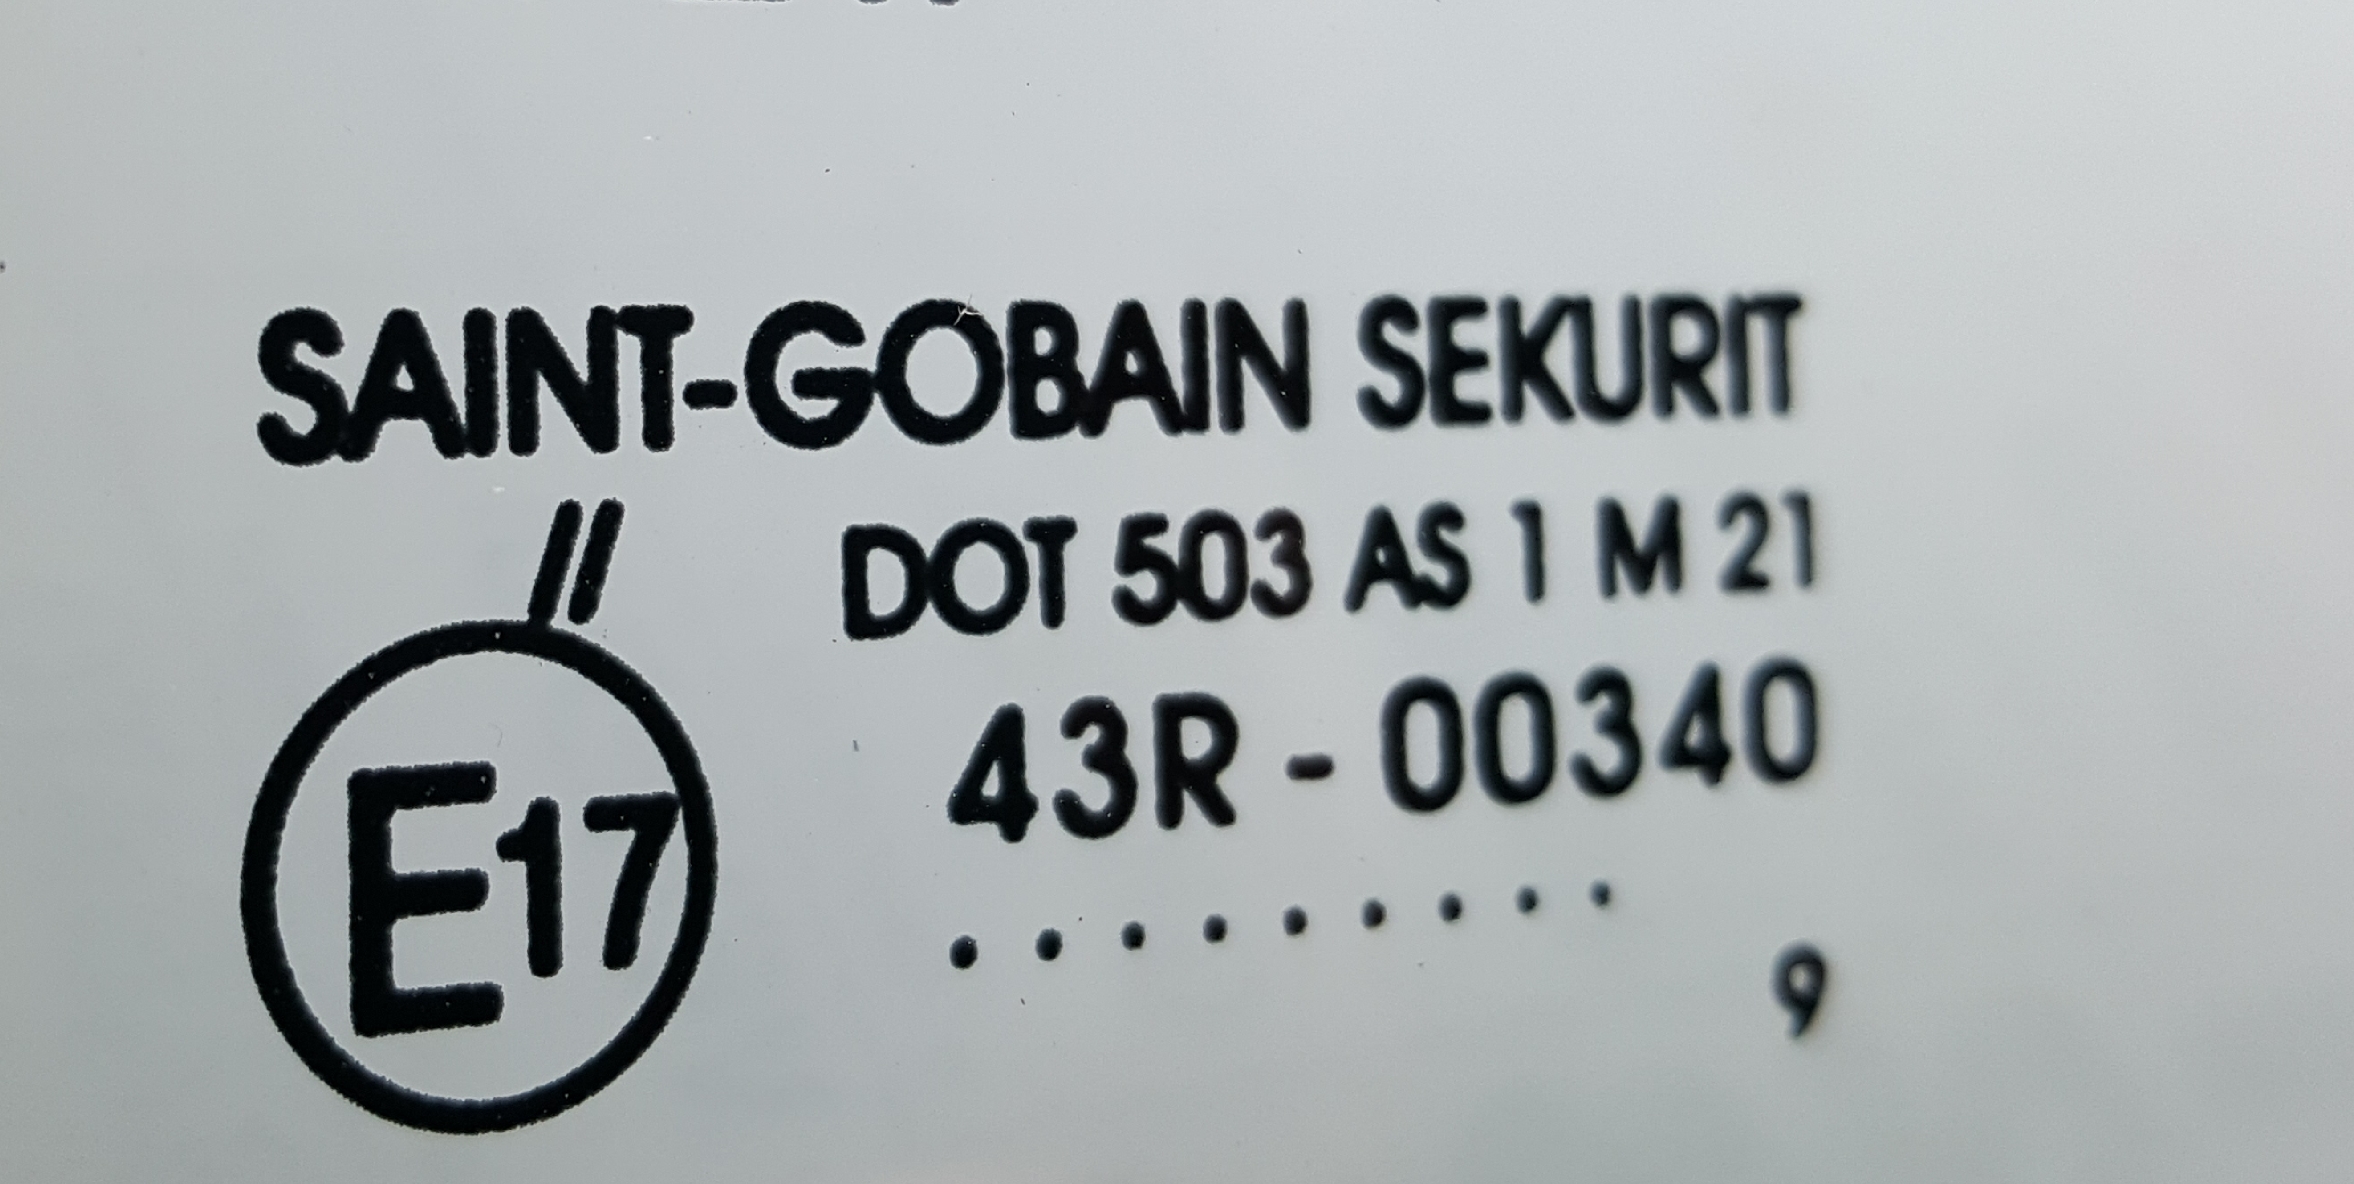 SAINT-GOBAIN SEKURIT
//
DOT 503 AS 1 M 21
E17
43R - 00340
.........
9